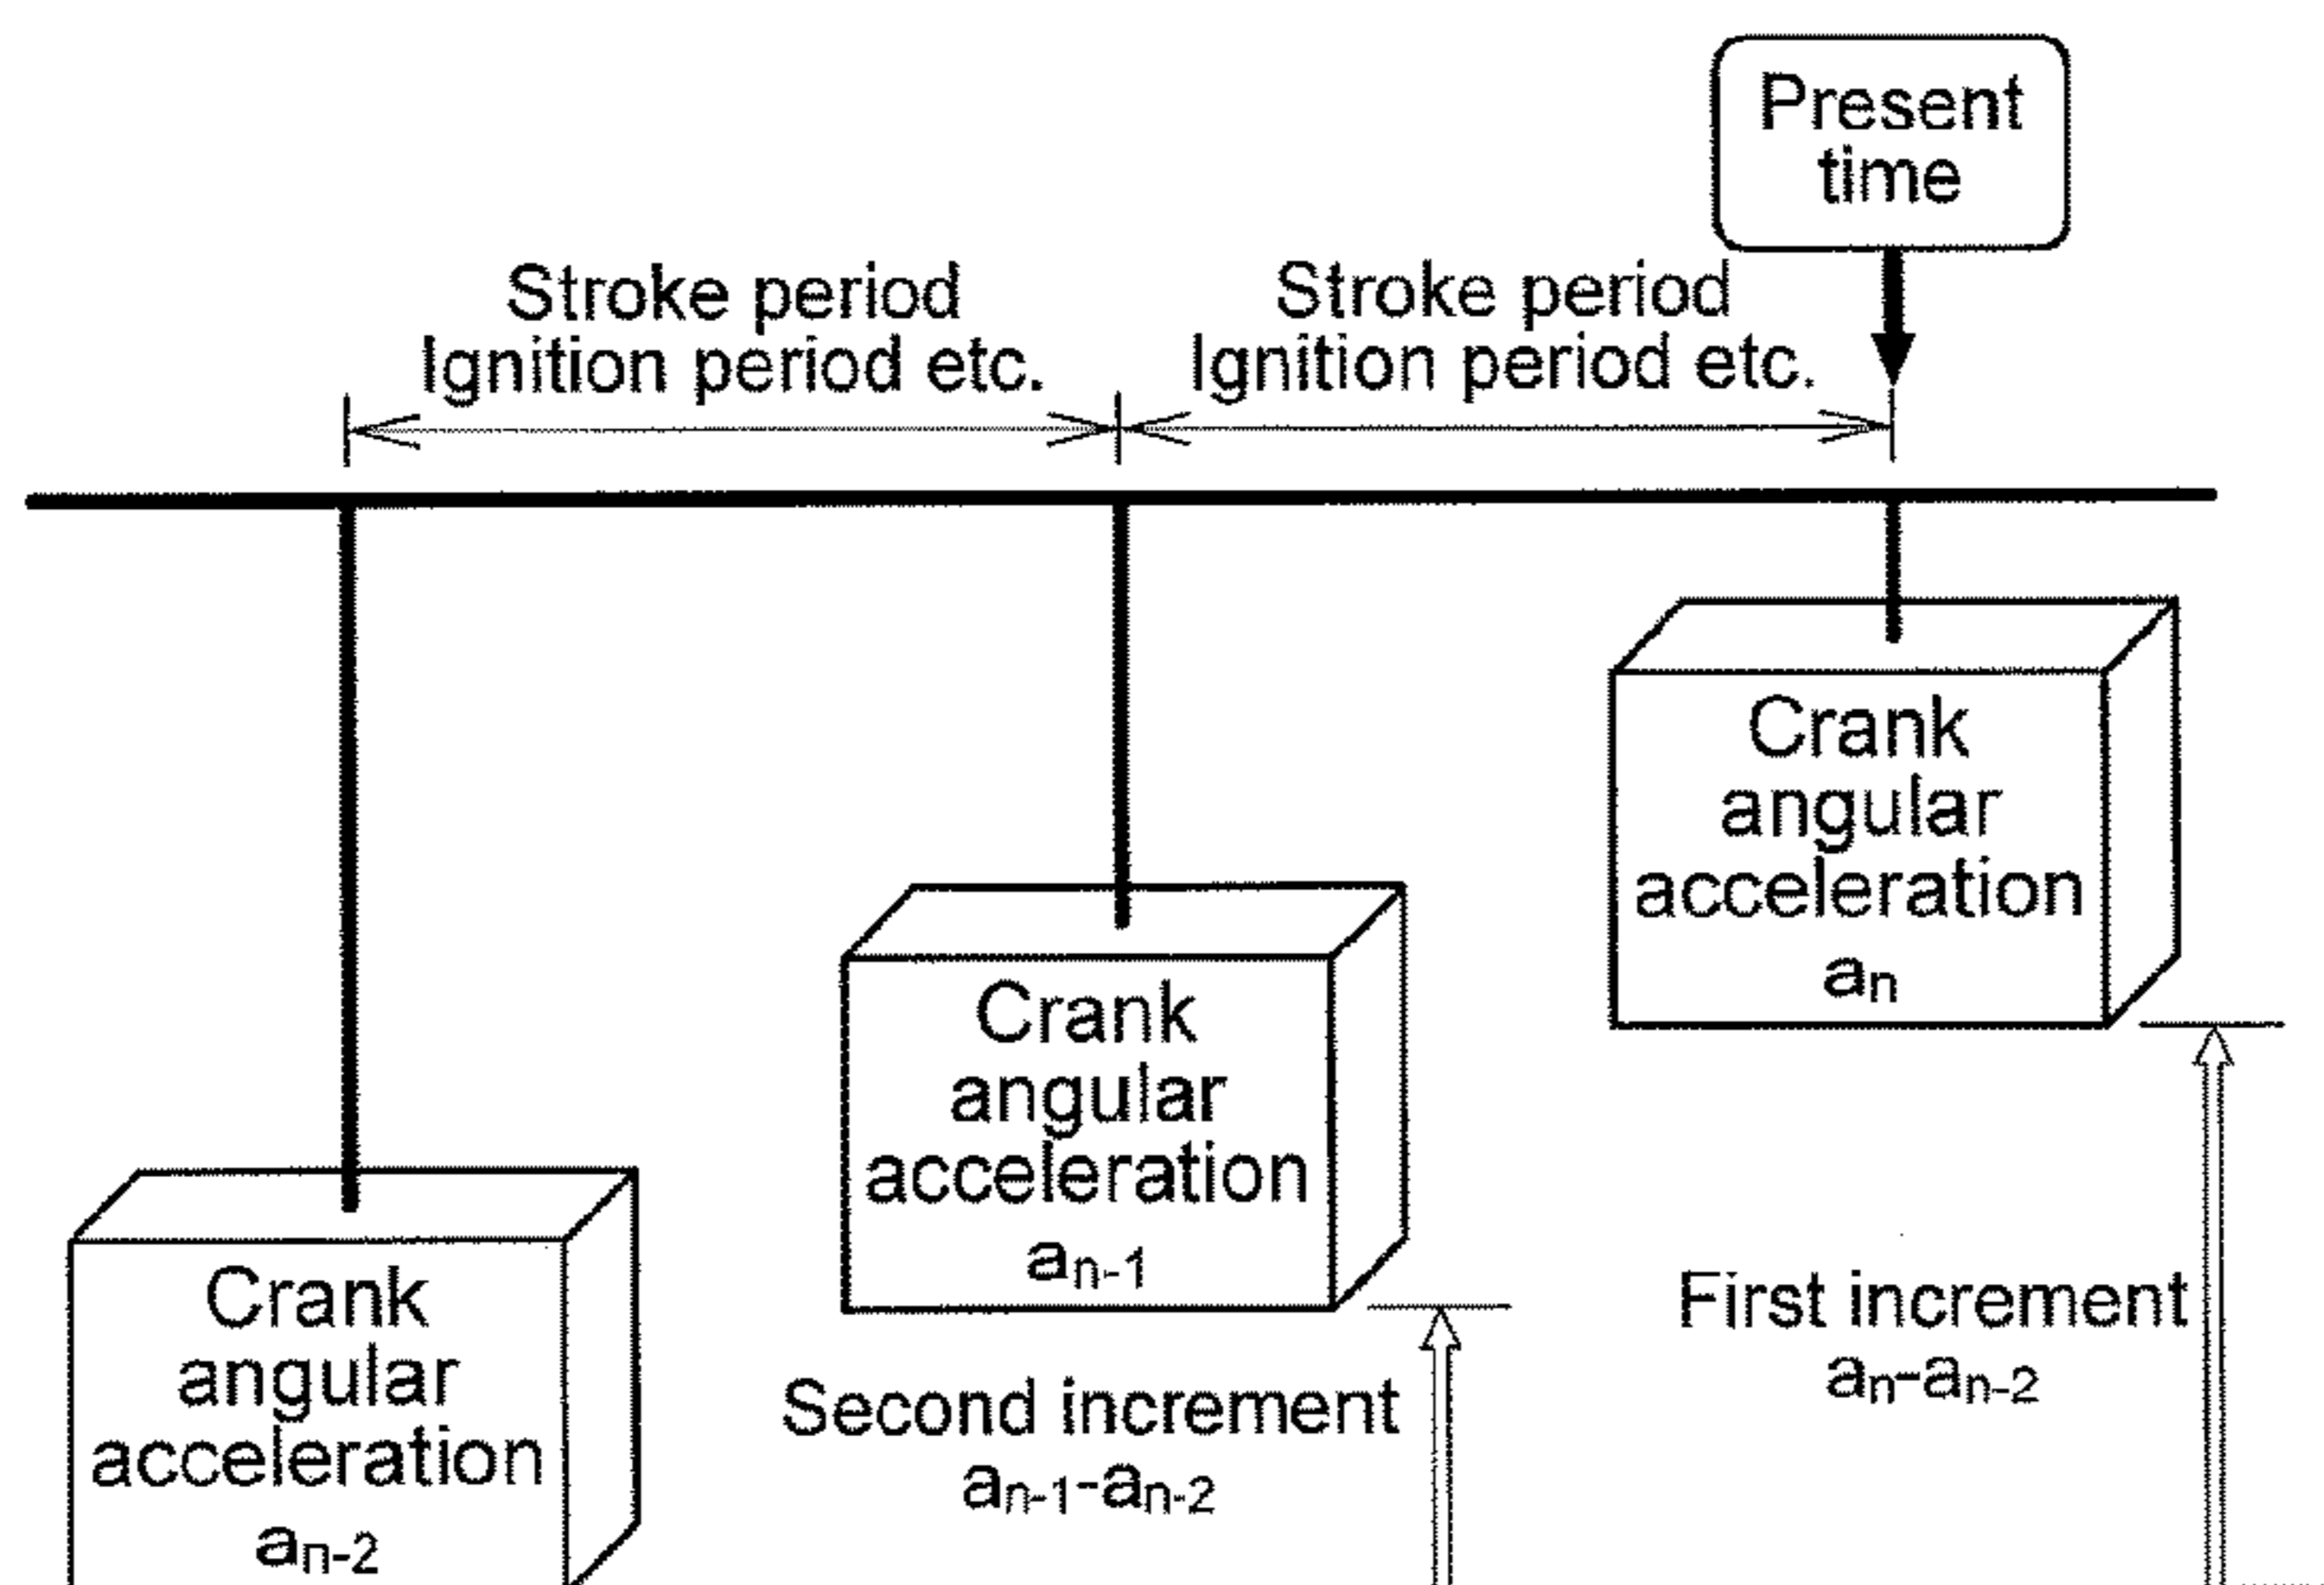 Present
time
Stroke period
Ignition period etc.
Stroke period
Ignition period etc.
Crank
angular
acceleration
aₙ
Crank
angular
acceleration
aₙ₋₁
First increment
aₙ-aₙ₋₂
Crank
angular
acceleration
aₙ₋₂
Second increment
aₙ₋₁-aₙ₋₂